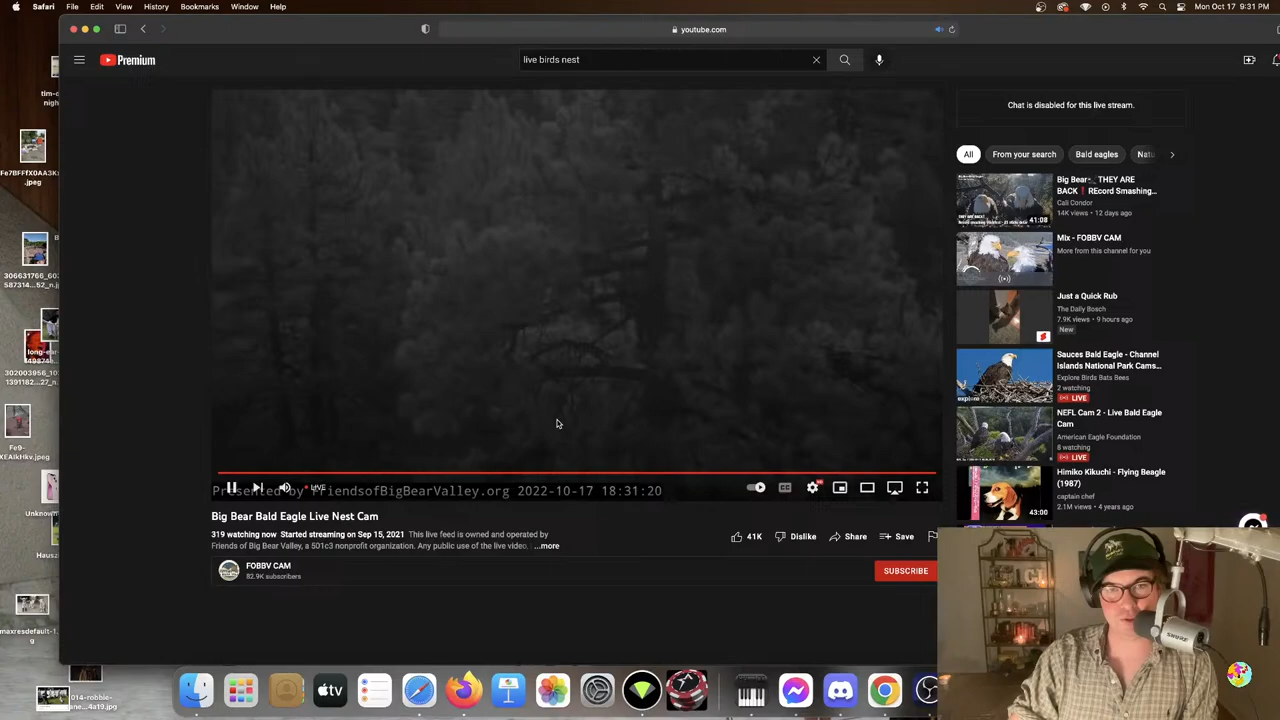 Safari File Edit View History Bookmarks Window Help Mon Oct 17 9:31 PM
youtube.com
Premium
live birds nest
Chat is disabled for this live stream.
All From your search Bald eagles Natu
THEY ARE BACK!
41:08
Cali Condor
14K views • 12 days ago
Mix - FOBBV CAM
More from this channel for you
Just a Quick Rub
The Daily Bosch
7.9K views • 9 hours ago
New
Sauces Bald Eagle - Channel
Islands National Park Cams...
Explore Birds Bats Bees
2 watching
LIVE
explore
NEFL Cam 2 - Live Bald Eagle
Cam
American Eagle Foundation
8 watching
LIVE
Himiko Kikuchi - Flying Beagle
(1987)
captain chef
2.1M views • 4 years ago
43:00
LIVE
Presented by FriendsofBigBearValley.org 2022-10-17 18:31:20
Big Bear Bald Eagle Live Nest Cam
319 watching now Started streaming on Sep 15, 2021 This live feed is owned and operated by
Friends of Big Bear Valley, a 501c3 nonprofit organization. Any public use of the live video, ...more
41K Dislike Share Save
FOBBV CAM
82.9K subscribers
SUBSCRIBE
tv
SHURE